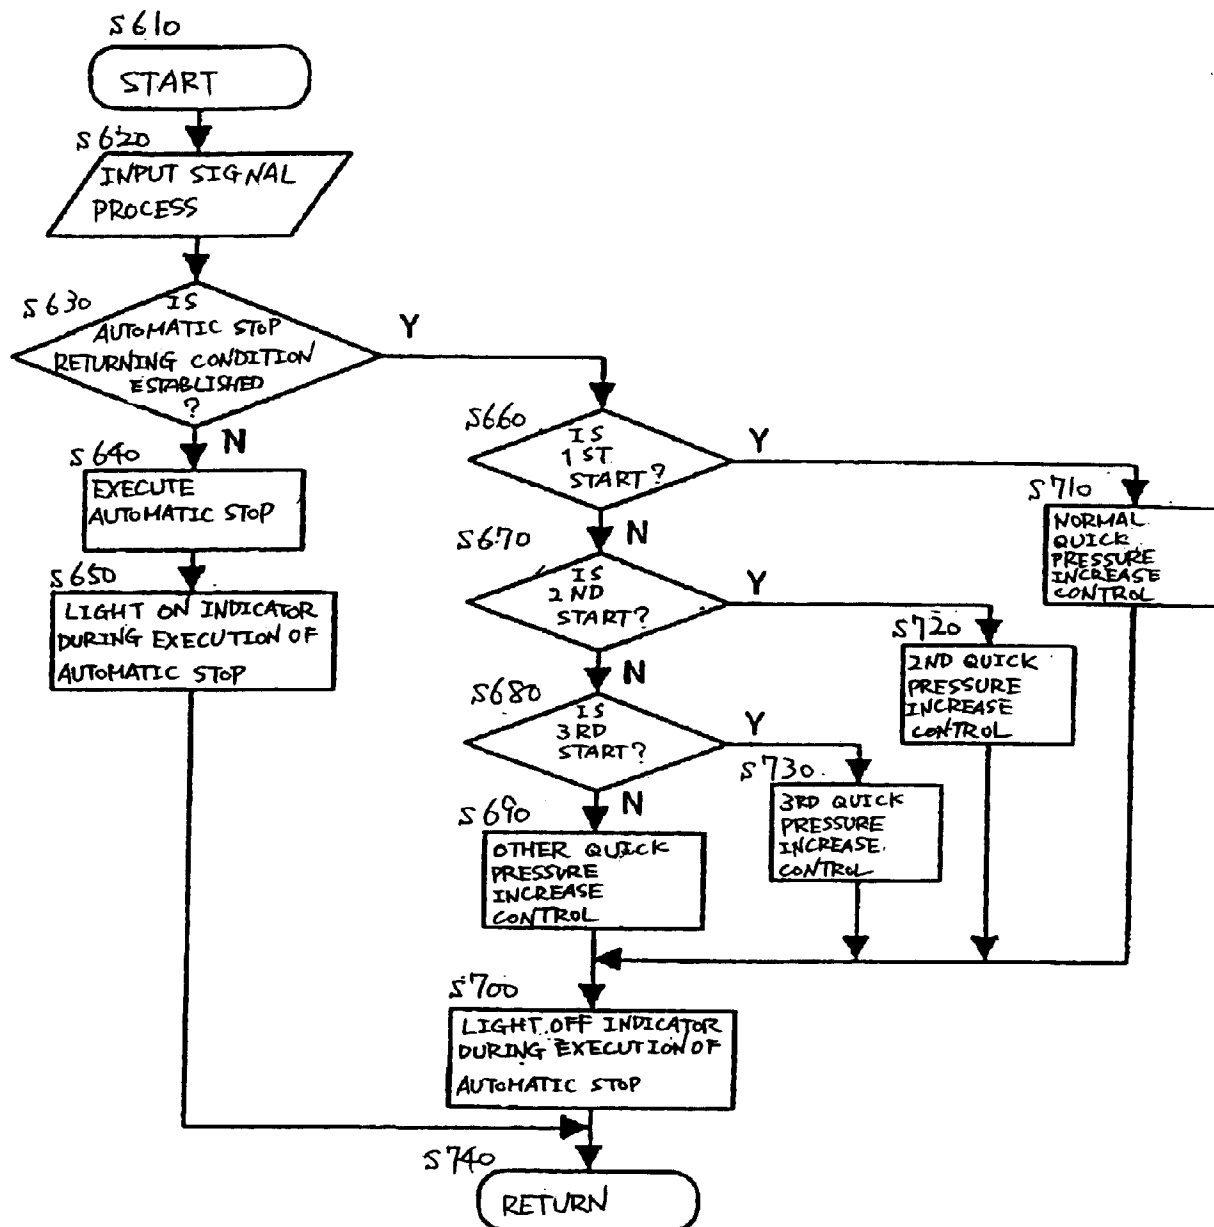 S610
START
S620
INPUT SIGNAL
PROCESS
S630
IS
AUTOMATIC STOP
RETURNING CONDITION
ESTABLISHED
?
Y
N
S640
EXECUTE
AUTOMATIC STOP
S650
LIGHT ON INDICATOR
DURING EXECUTION OF
AUTOMATIC STOP
S660
IS
1ST
START?
Y
N
S670
IS
2ND
START?
Y
N
S680
IS
3RD
START?
Y
N
S690
OTHER QUICK
PRESSURE
INCREASE
CONTROL
S710
NORMAL
QUICK
PRESSURE
INCREASE
CONTROL
S720
2ND QUICK
PRESSURE
INCREASE
CONTROL
S730
3RD QUICK
PRESSURE
INCREASE
CONTROL
S700
LIGHT OFF INDICATOR
DURING EXECUTION OF
AUTOMATIC STOP
S740
RETURN